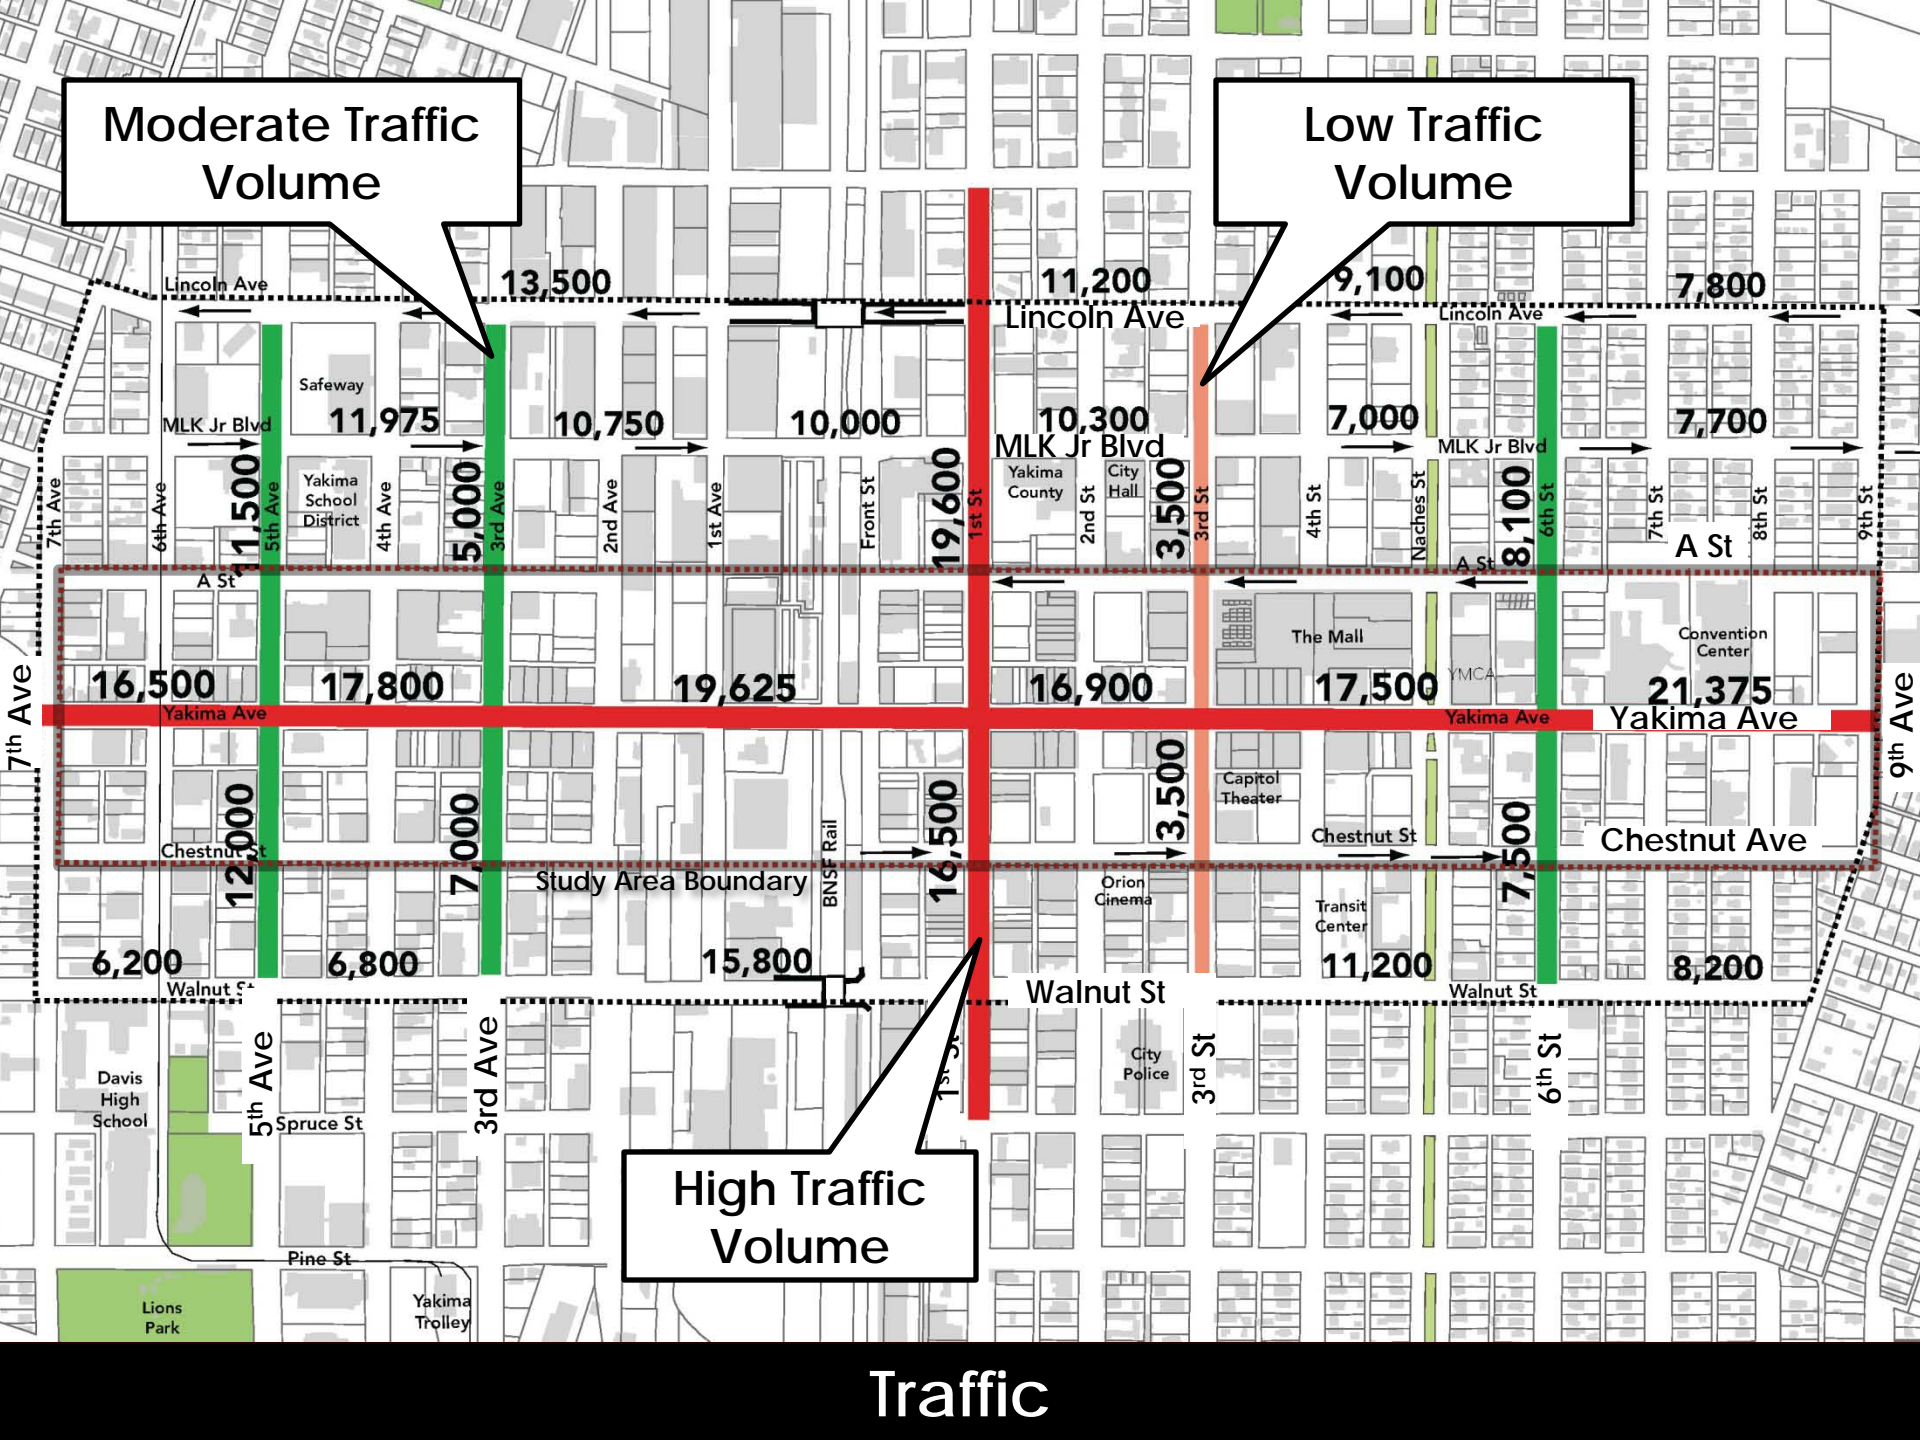 Moderate Traffic
Volume
Low Traffic
Volume
Lincoln Ave
13,500
11,200
9,100
7,800
Lincoln Ave
Lincoln Ave
Safeway
MLK Jr Blvd
11,975
10,750
10,000
10,300
7,000
7,700
MLK Jr Blvd
MLK Jr Blvd
7th Ave
6th Ave
11,500
5th Ave
Yakima
School
District
4th Ave
5,000
3rd Ave
2nd Ave
1st Ave
Front St
19,600
1st St
Yakima
County
2nd St
City
Hall
3,500
3rd St
4th St
Naches St
8,100
6th St
7th St
8th St
9th St
A St
A St
A St
The Mall
Convention
Center
YMCA
7th Ave
16,500
17,800
19,625
16,900
17,500
21,375
Yakima Ave
Yakima Ave
Yakima Ave
9th Ave
12,000
7,000
16,500
3,500
Capitol
Theater
7,500
Chestnut St
Chestnut St
Chestnut Ave
Study Area Boundary
BNSF Rail
Orion
Cinema
Transit
Center
6,200
6,800
15,800
11,200
8,200
Walnut St
Walnut St
Walnut St
5th Ave
3rd Ave
1st St
3rd St
6th St
City
Police
Davis
High
School
Spruce St
High Traffic
Volume
Pine St
Lions
Park
Yakima
Trolley
Traffic